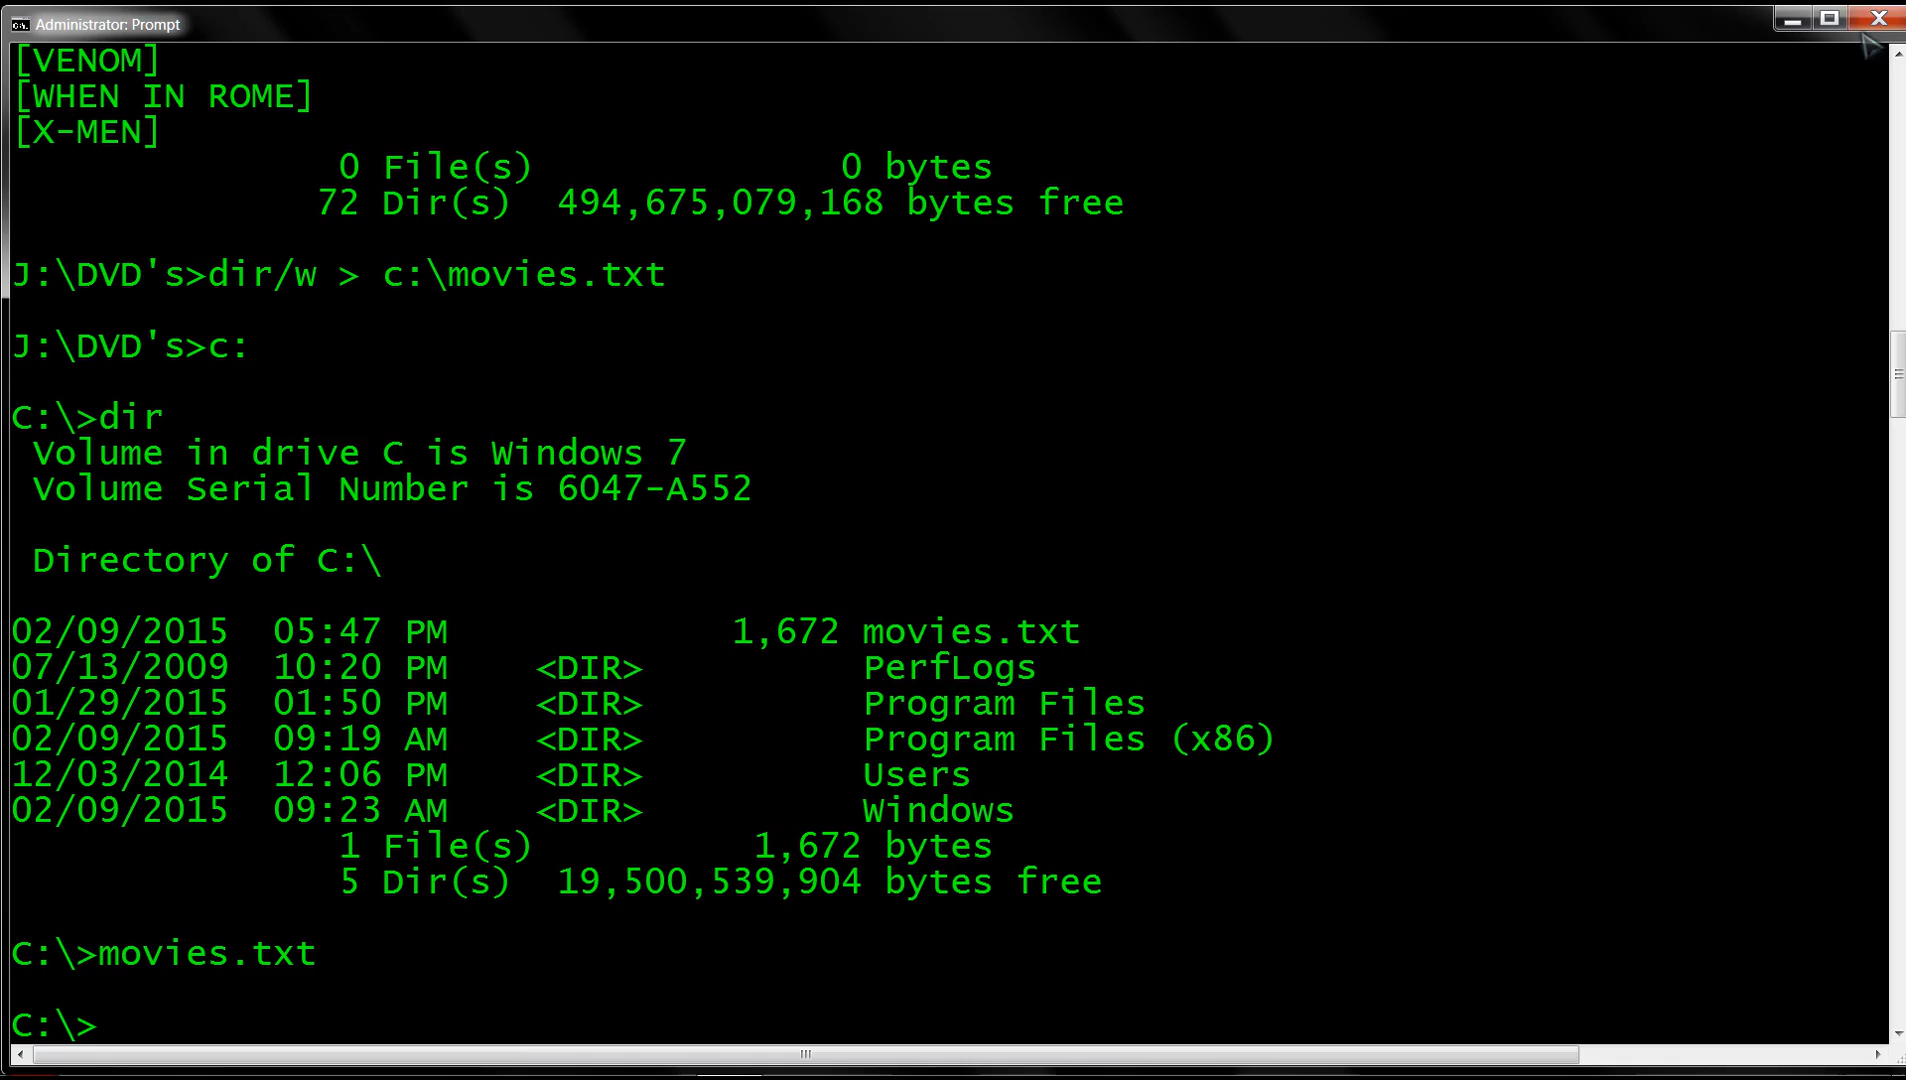 Administrator: Prompt
[VENOM]
[WHEN IN ROME]
[X-MEN]
0 File(s) 0 bytes
72 Dir(s) 494,675,079,168 bytes free
J:\DVD's>dir/w > c:\movies.txt
J:\DVD's>c:
C:\>dir
Volume in drive C is Windows 7
Volume Serial Number is 6047-A552
Directory of C:\
02/09/2015 05:47 PM 1,672 movies.txt
07/13/2009 10:20 PM <DIR> PerfLogs
01/29/2015 01:50 PM <DIR> Program Files
02/09/2015 09:19 AM <DIR> Program Files (x86)
12/03/2014 12:06 PM <DIR> Users
02/09/2015 09:23 AM <DIR> Windows
1 File(s) 1,672 bytes
5 Dir(s) 19,500,539,904 bytes free
C:\>movies.txt
C:\>